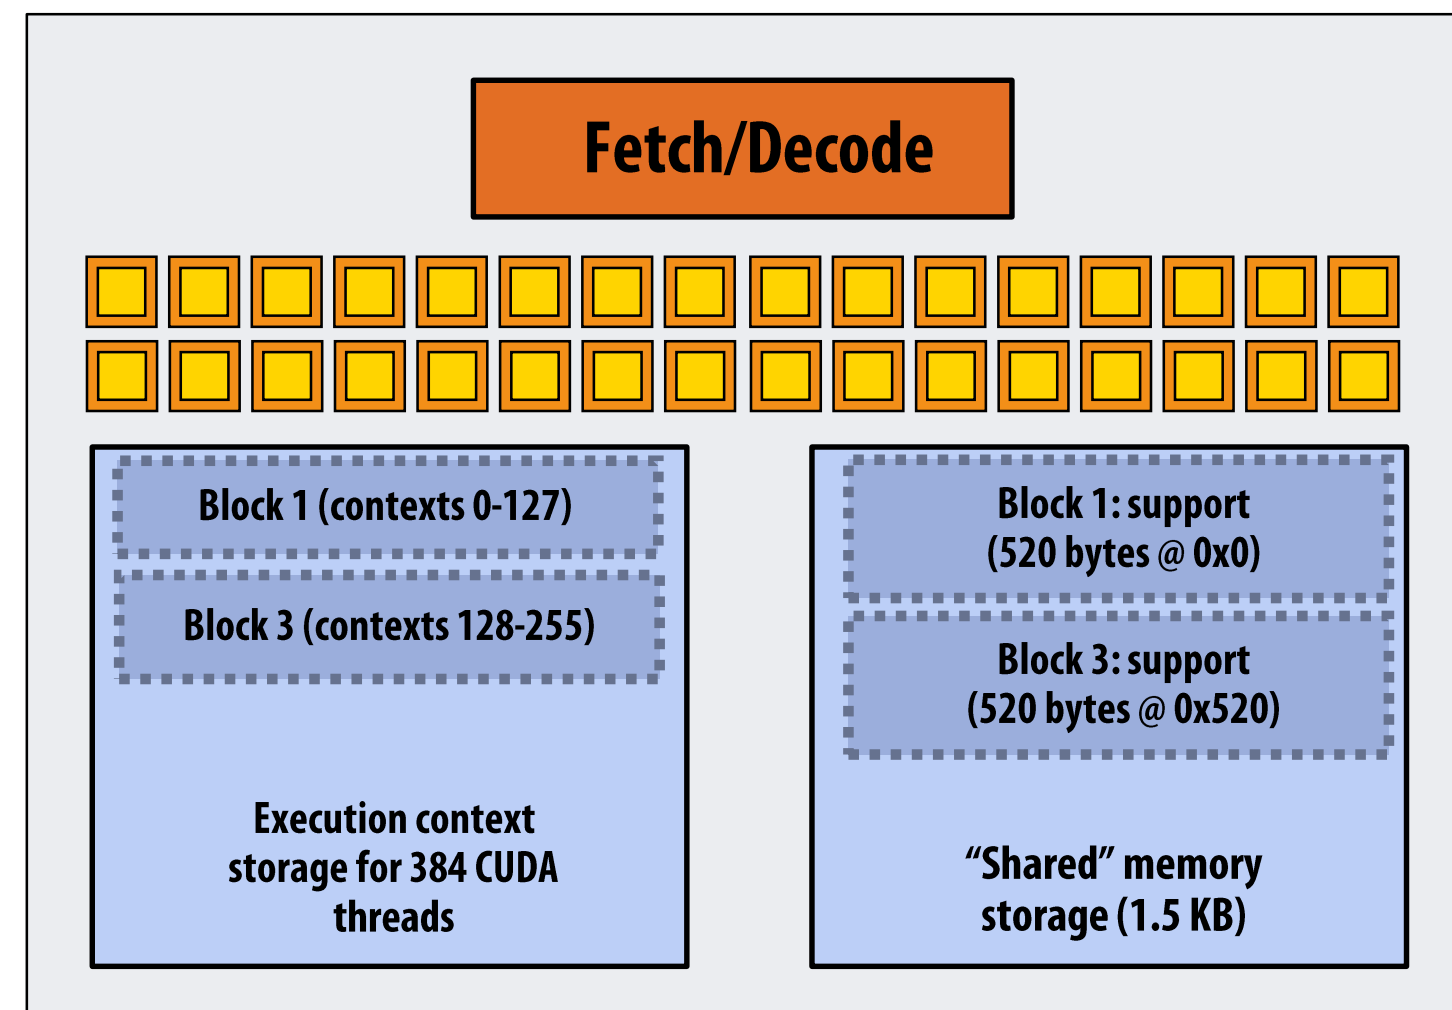 Fetch/Decode
Block 1 (contexts 0-127)
Block 3 (contexts 128-255)
Execution context
storage for 384 CUDA
threads
Block 1: support
(520 bytes @ 0x0)
Block 3: support
(520 bytes @ 0x520)
“Shared” memory
storage (1.5 KB)